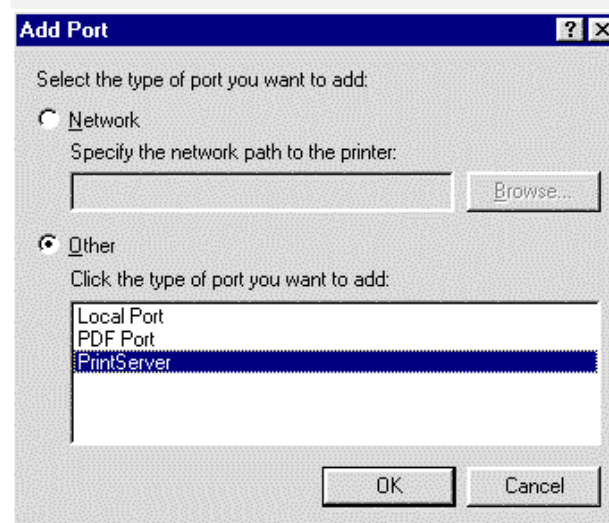 Add Port
Select the type of port you want to add:
Network
Specify the network path to the printer:
Browse...
Other
Click the type of port you want to add:
Local Port
PDF Port
PrintServer
OK Cancel